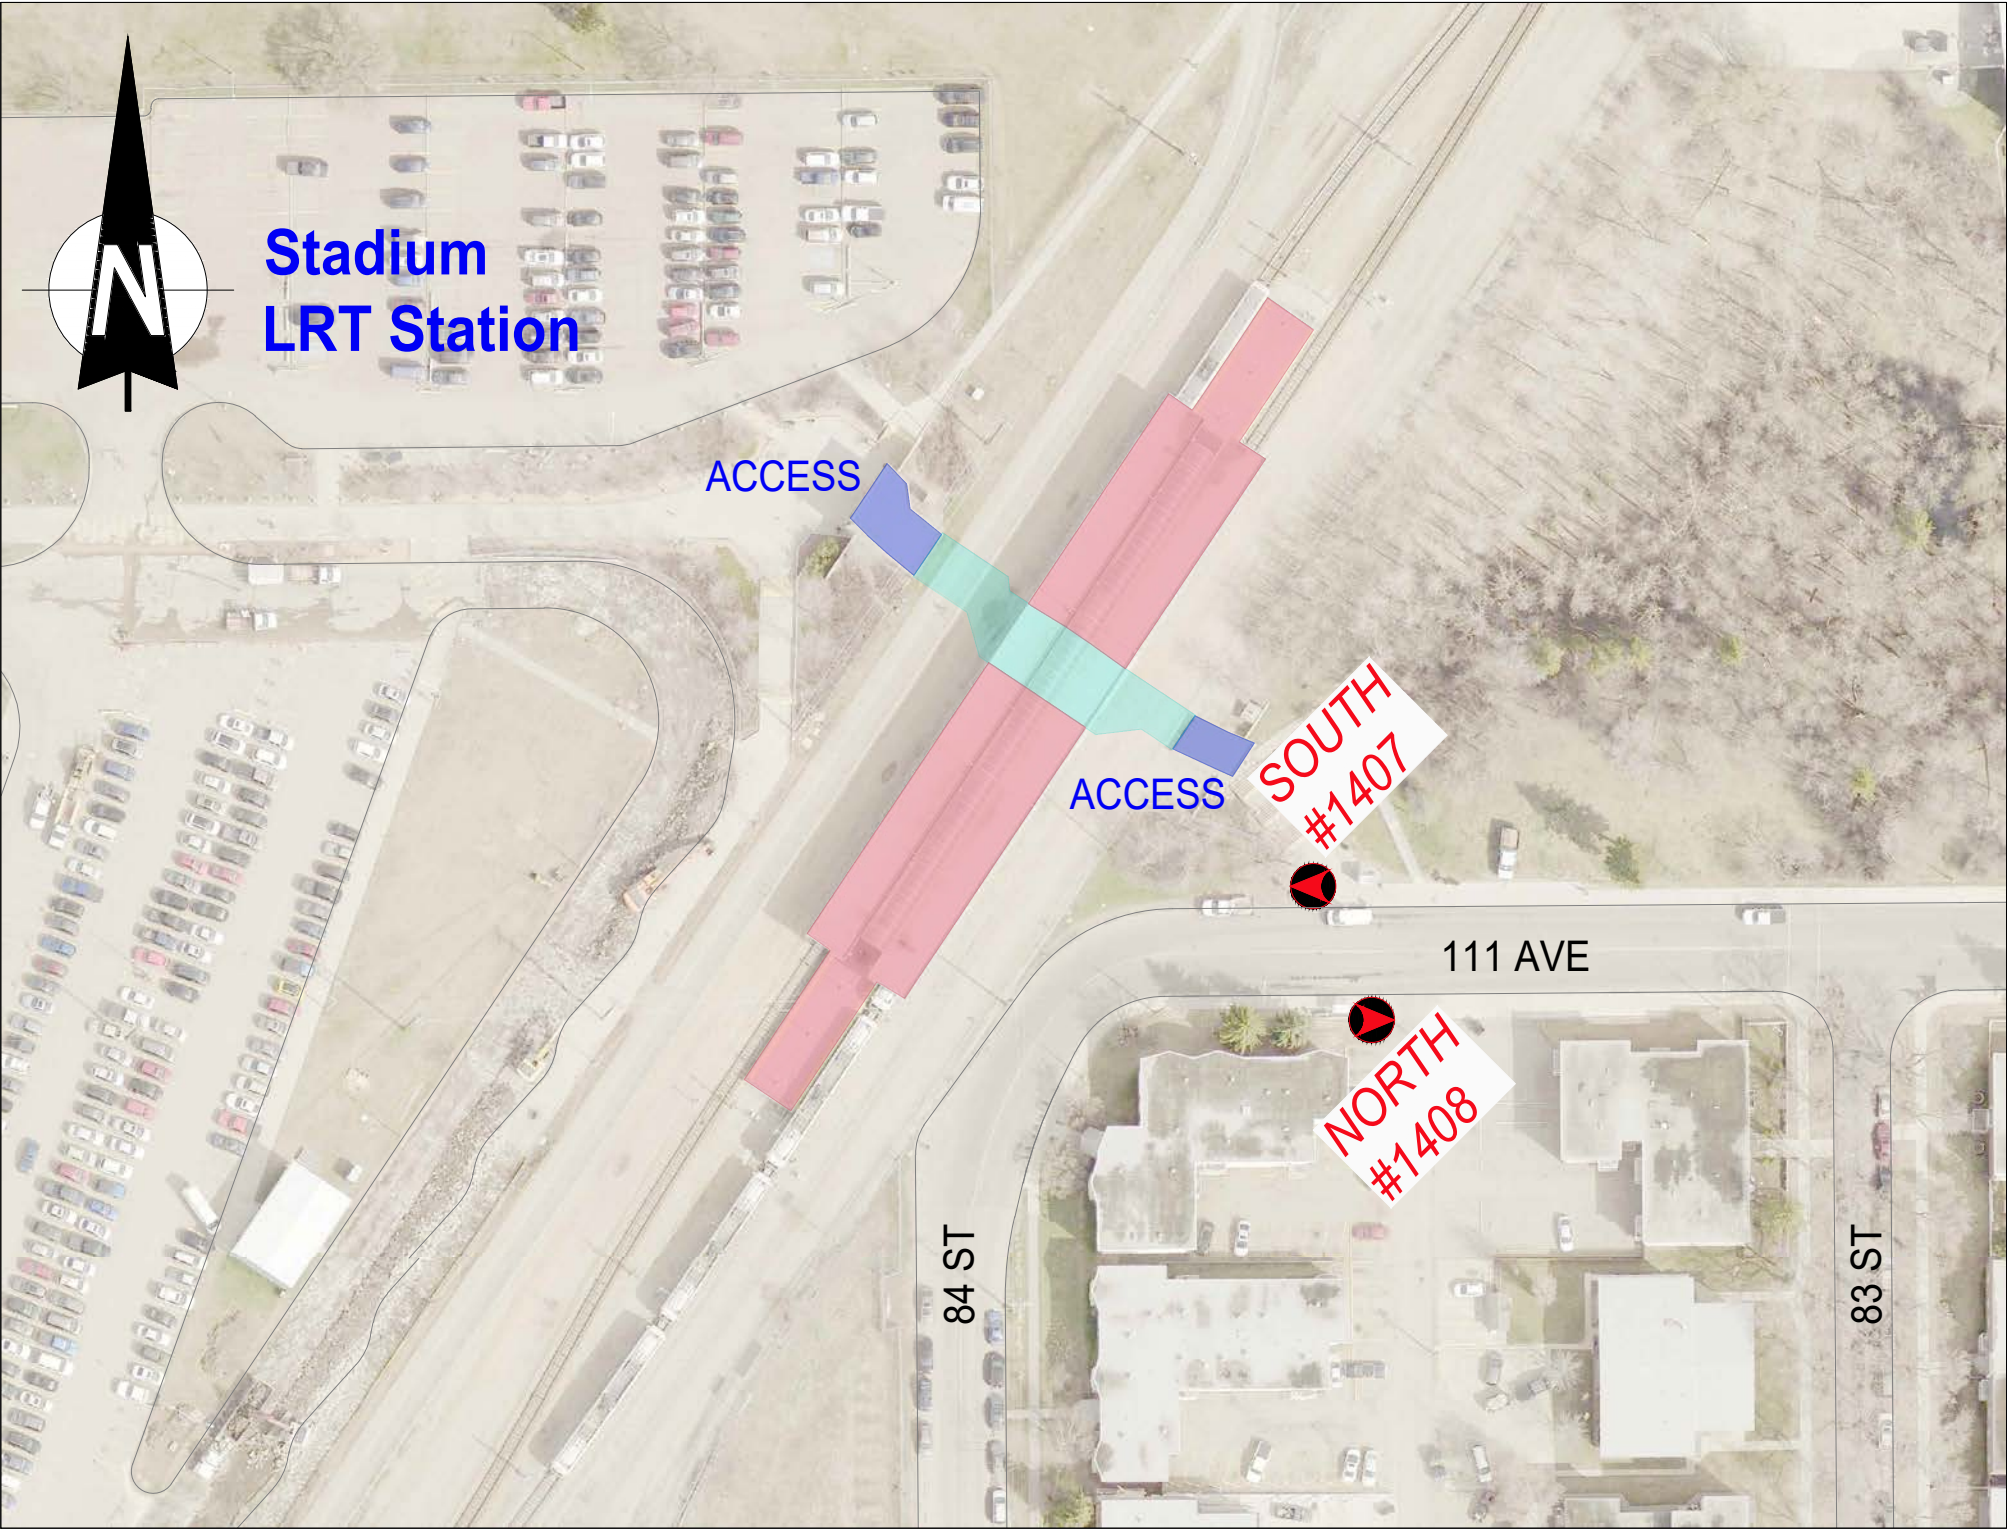 N
Stadium
LRT Station
ACCESS
ACCESS
SOUTH
#1407
111 AVE
NORTH
#1408
84 ST
83 ST